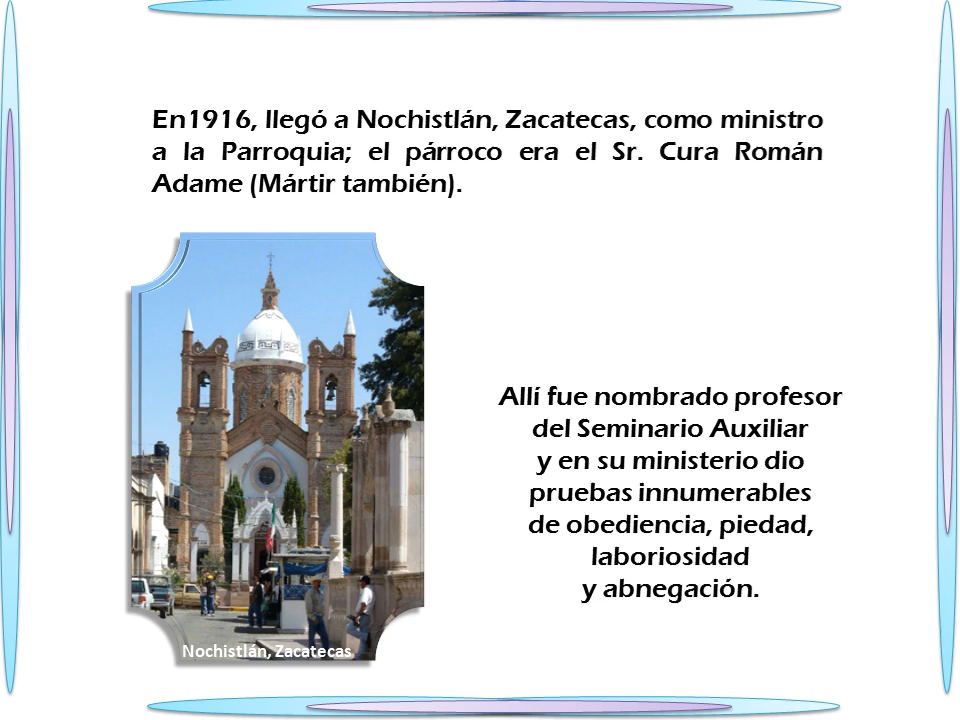 En1916, llegó a Nochistlán, Zacatecas, como ministro
a la Parroquia; el párroco era el Sr. Cura Román
Adame (Mártir también).
Allí fue nombrado profesor
del Seminario Auxiliar
y en su ministerio dio
pruebas innumerables
de obediencia, piedad,
laboriosidad
y abnegación.
Nochistlán, Zacatecas